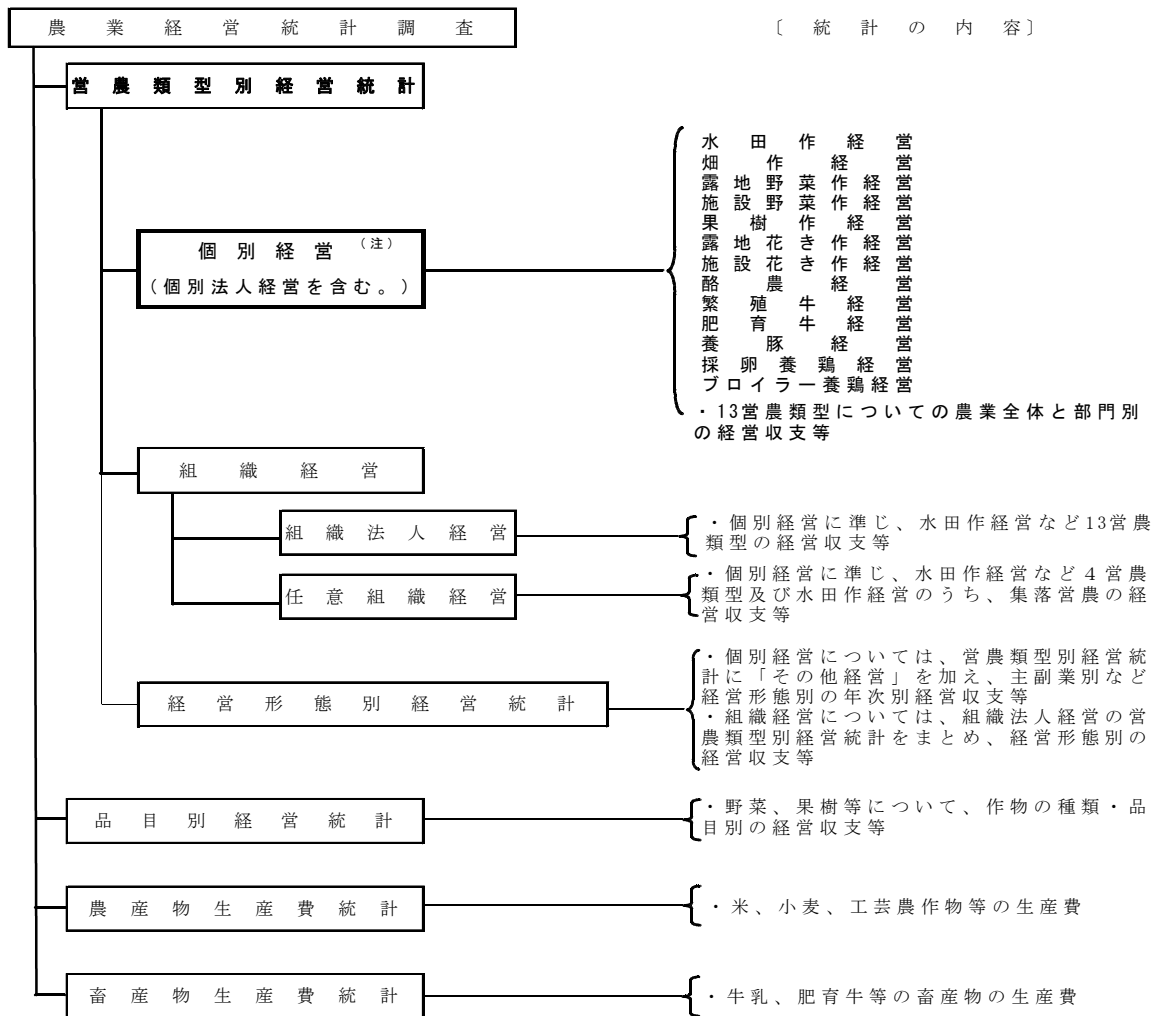 農業経営統計調査
〔統計の内容〕
営農類型別経営統計
個別経営（注）
（個別法人経営を含む。）
水田作経営
畑作経営
露地野菜作経営
施設野菜作経営
果樹作経営
露地花き作経営
施設花き作経営
酪農経営
繁殖牛経営
肥育牛経営
養豚経営
採卵養鶏経営
ブロイラー養鶏経営
・13営農類型についての農業全体と部門別
の経営収支等
組織経営
組織法人経営
・個別経営に準じ、水田作経営など13営農
類型の経営収支等
任意組織経営
・個別経営に準じ、水田作経営など４営農
類型及び水田作経営のうち、集落営農の経
営収支等
経営形態別経営統計
・個別経営については、営農類型別経営統
計に「その他経営」を加え、主副業別など
経営形態別の年次別経営収支等
・組織経営については、組織法人経営の営
農類型別経営統計をまとめ、経営形態別の
経営収支等
品目別経営統計
・野菜、果樹等について、作物の種類・品
目別の経営収支等
農産物生産費統計
・米、小麦、工芸農作物等の生産費
畜産物生産費統計
・牛乳、肥育牛等の畜産物の生産費